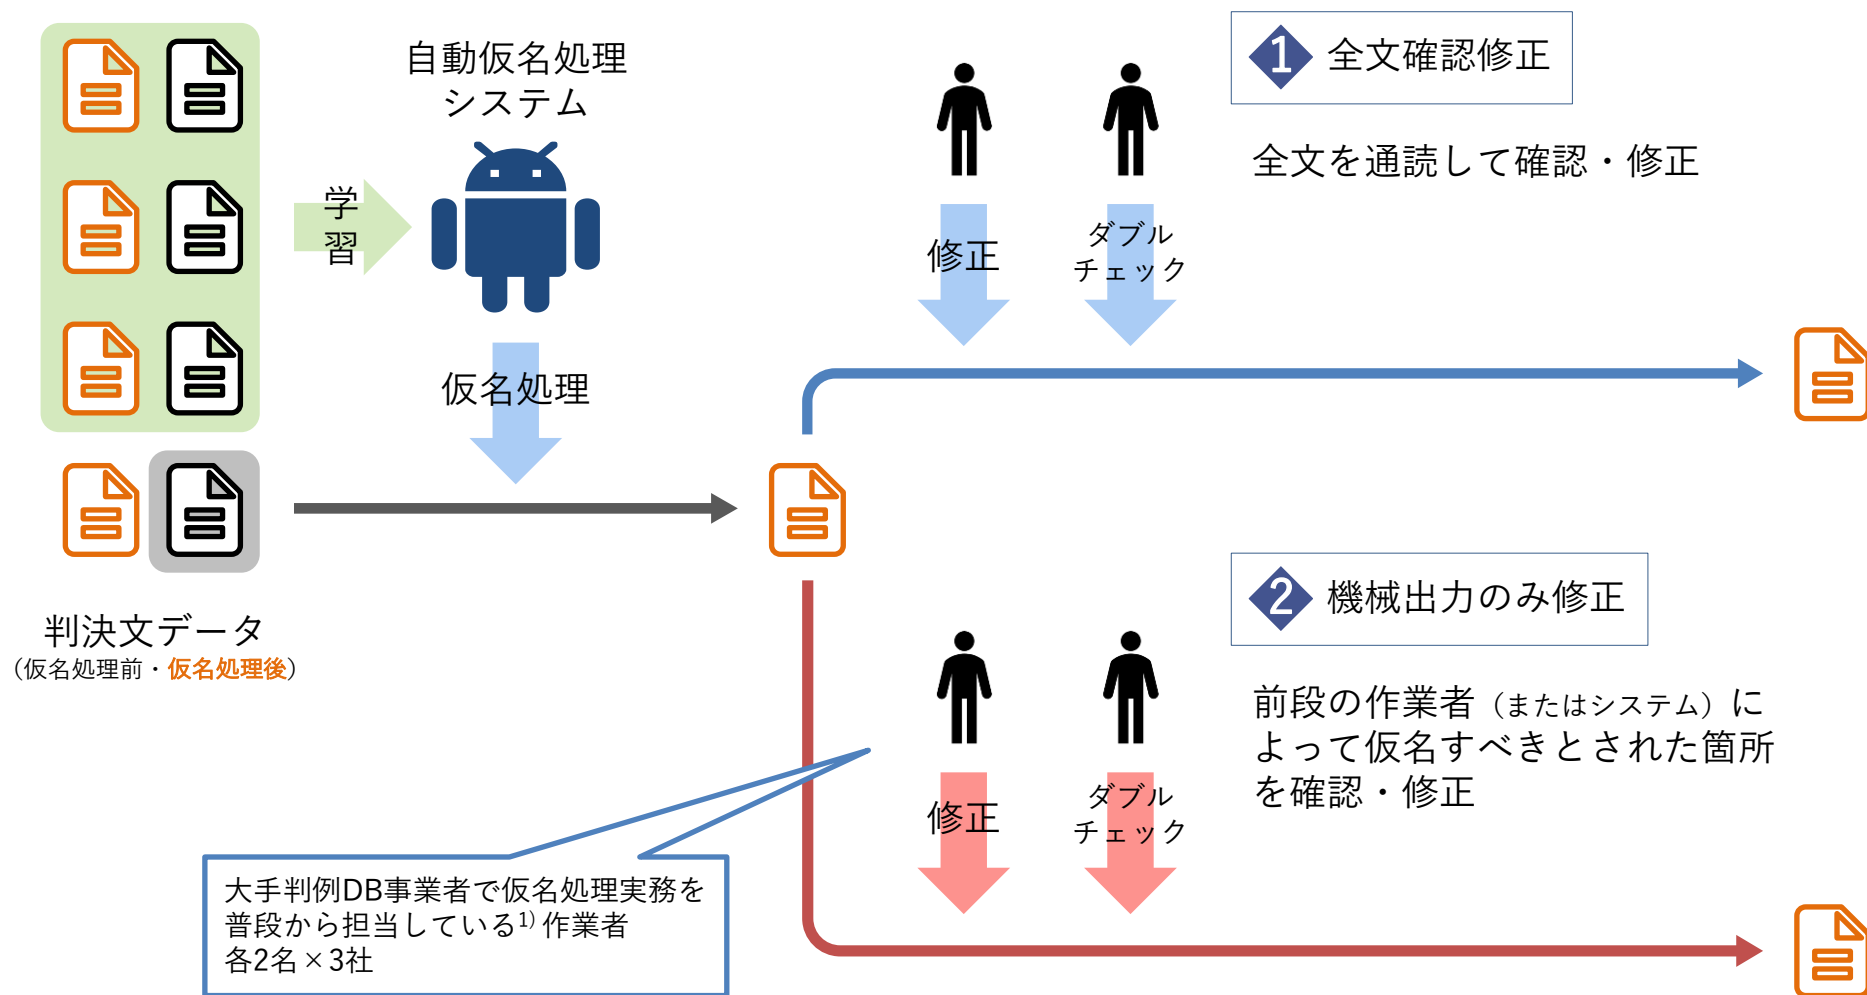 自動仮名処理
システム
学
習
仮名処理
判決文データ
(仮名処理前・仮名処理後)
1 全文確認修正
全文を通読して確認・修正
修正
ダブル
チェック
2 機械出力のみ修正
前段の作業者（またはシステム）に
よって仮名すべきとされた箇所
を確認・修正
修正
ダブル
チェック
大手判例DB事業者で仮名処理実務を
普段から担当している1) 作業者
各2名×3社